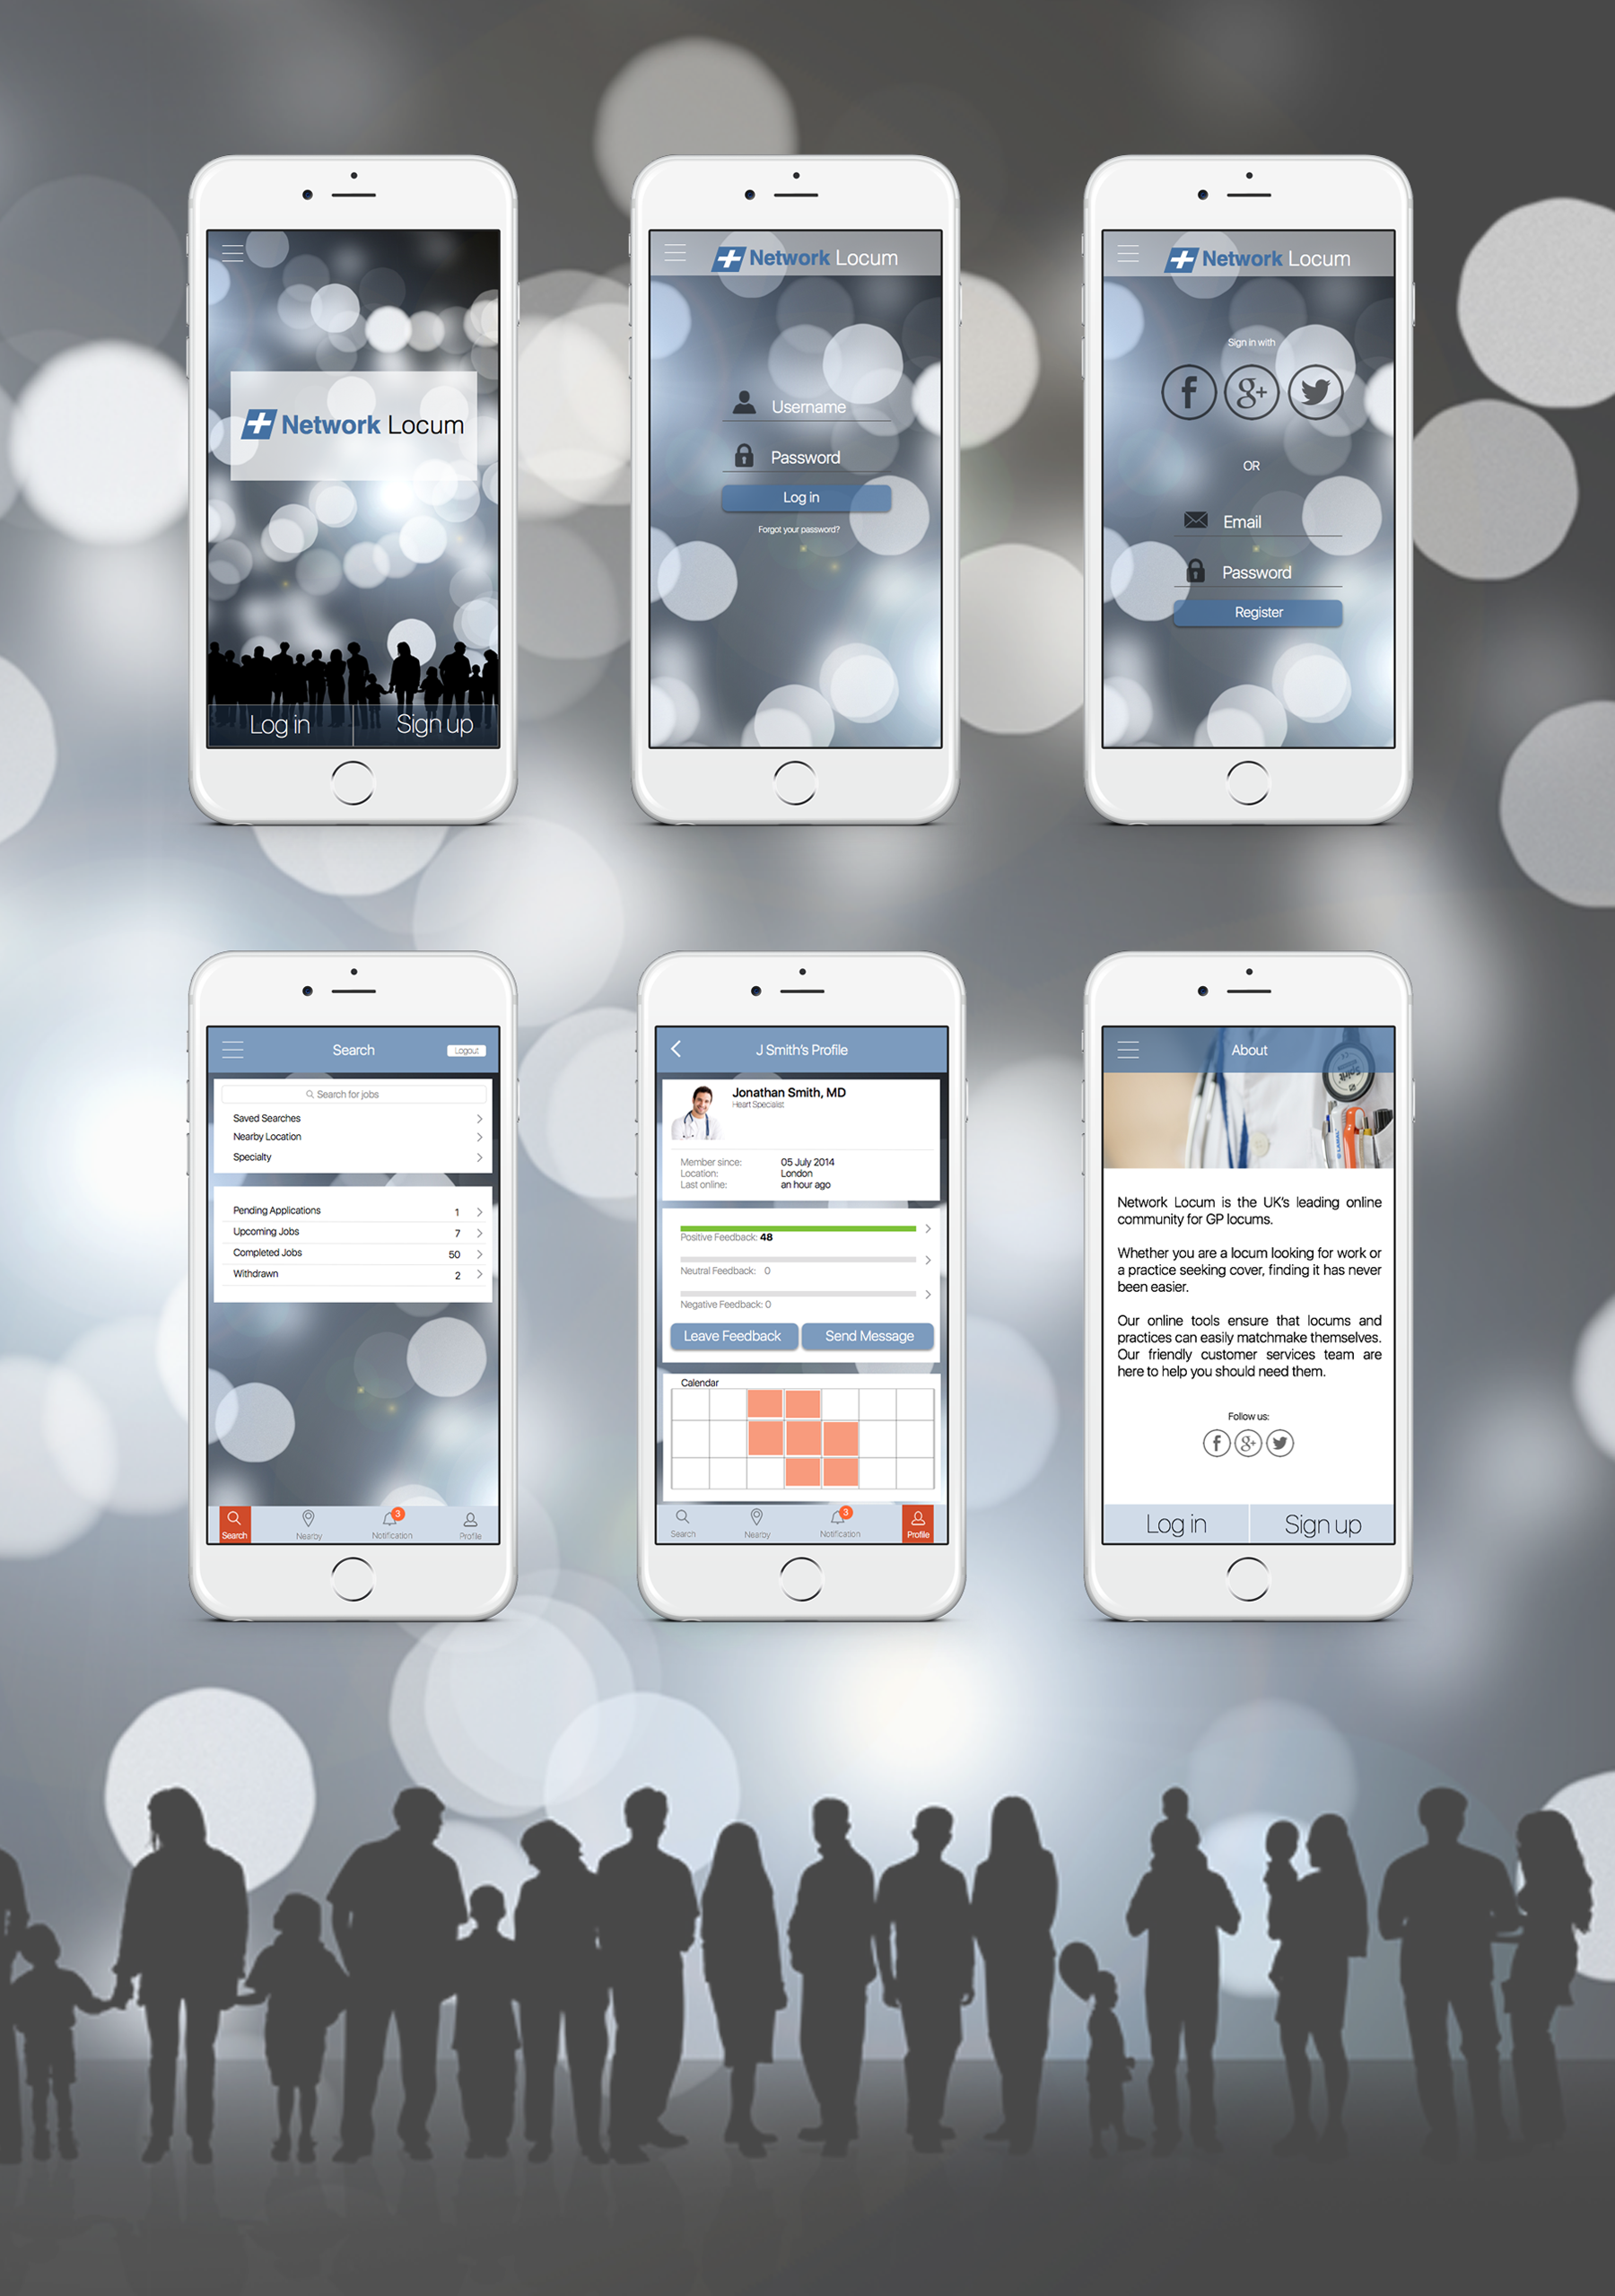 Network Locum
Log in
Sign up
Network Locum
Username
Password
Log in
Forgot your password?
Network Locum
Sign in with
f
g+
OR
Email
Password
Register
Search
Logout
Search for jobs
Saved Searches
Nearby Location
Specialty
Pending Applications 1
Upcoming Jobs 7
Completed Jobs 50
Withdrawn 2
3
Search
Nearby
Notification
Profile
J Smith's Profile
Jonathan Smith, MD
Heart Specialist
Member since: 05 July 2014
Location: London
Last online: an hour ago
Positive Feedback: 48
Neutral Feedback: 0
Negative Feedback: 0
Leave Feedback
Send Message
Calendar
3
Search
Nearby
Notification
Profile
About
Spirit
Network Locum is the UK's leading online
community for GP locums.
Whether you are a locum looking for work or
a practice seeking cover, finding it has never
been easier.
Our online tools ensure that locums and
practices can easily matchmake themselves.
Our friendly customer services team are
here to help you should need them.
Follow us:
f
g+
Log in
Sign up